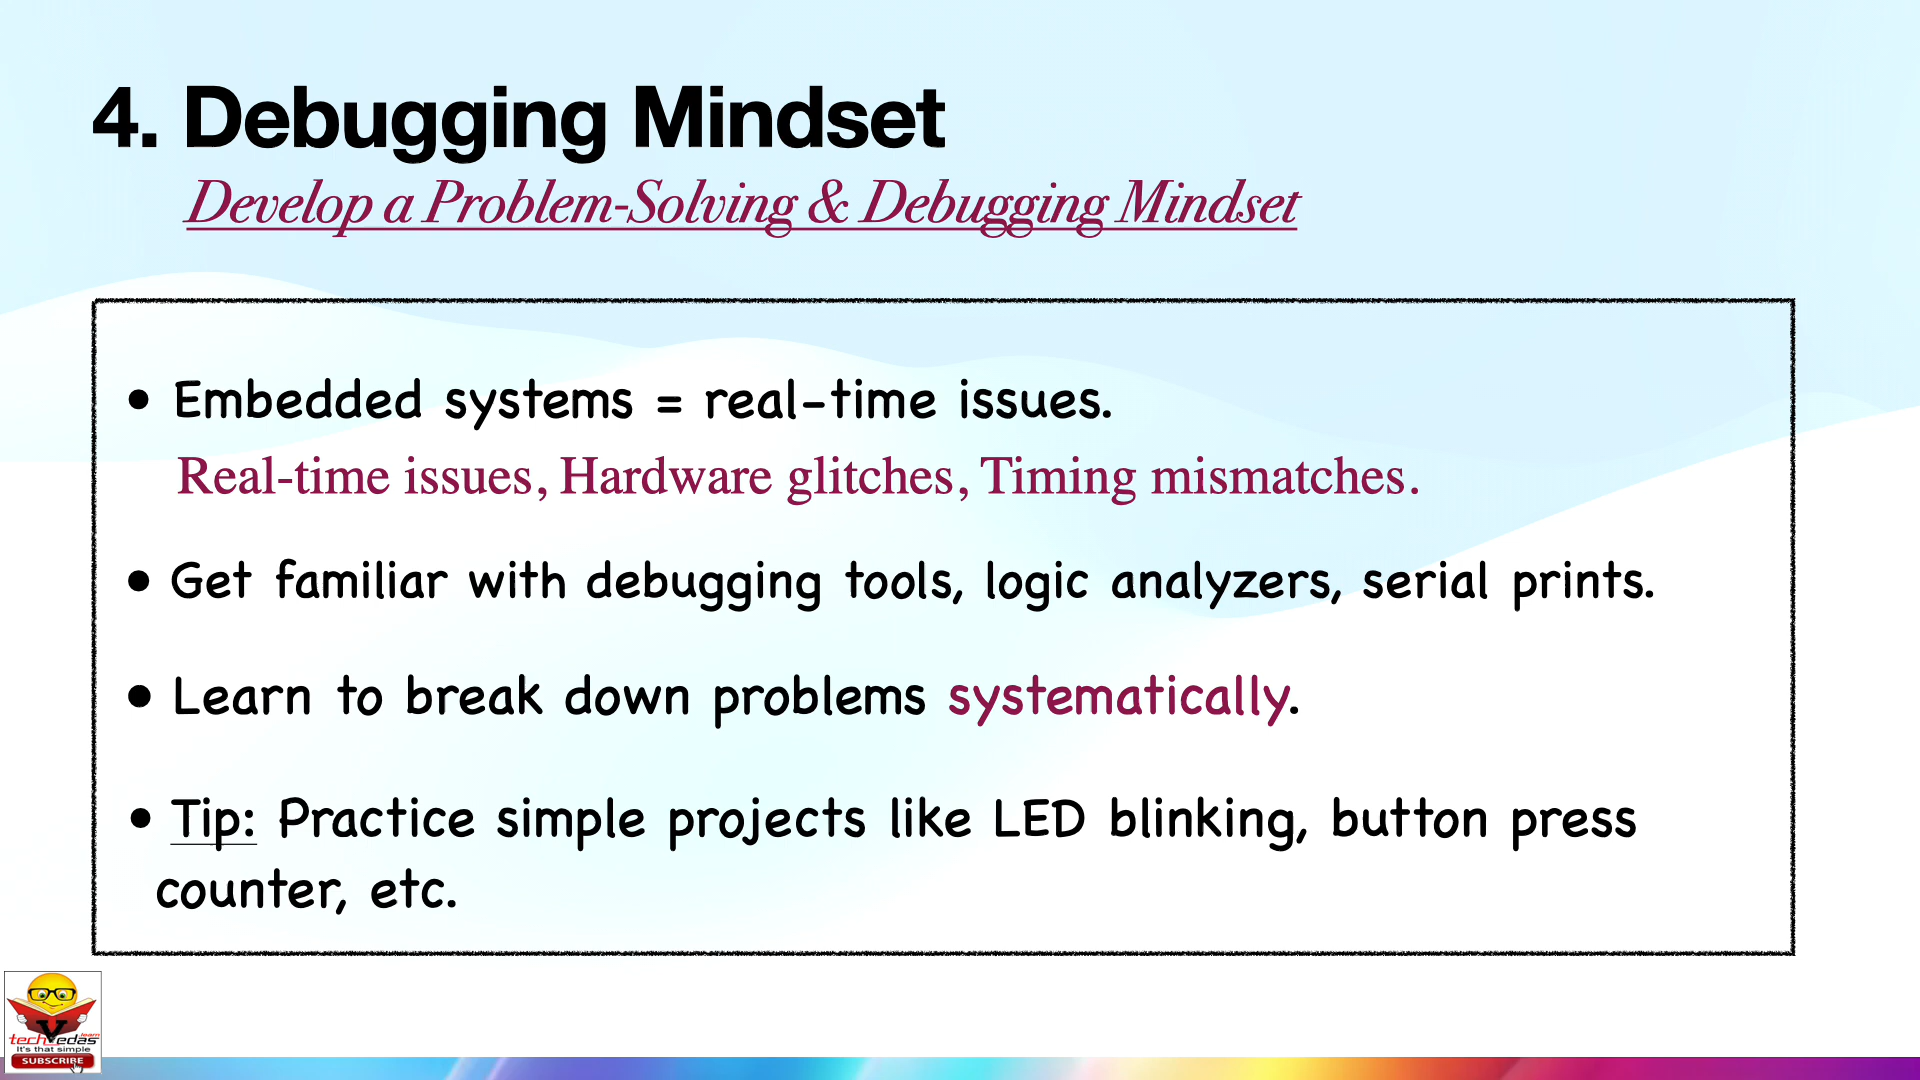 4. Debugging Mindset
Develop a Problem-Solving & Debugging Mindset
• Embedded systems = real-time issues.
Real-time issues, Hardware glitches, Timing mismatches.
• Get familiar with debugging tools, logic analyzers, serial prints.
• Learn to break down problems systematically.
• Tip: Practice simple projects like LED blinking, button press
counter, etc.
learn
techVedas
It's that simple
SUBSCRIBE